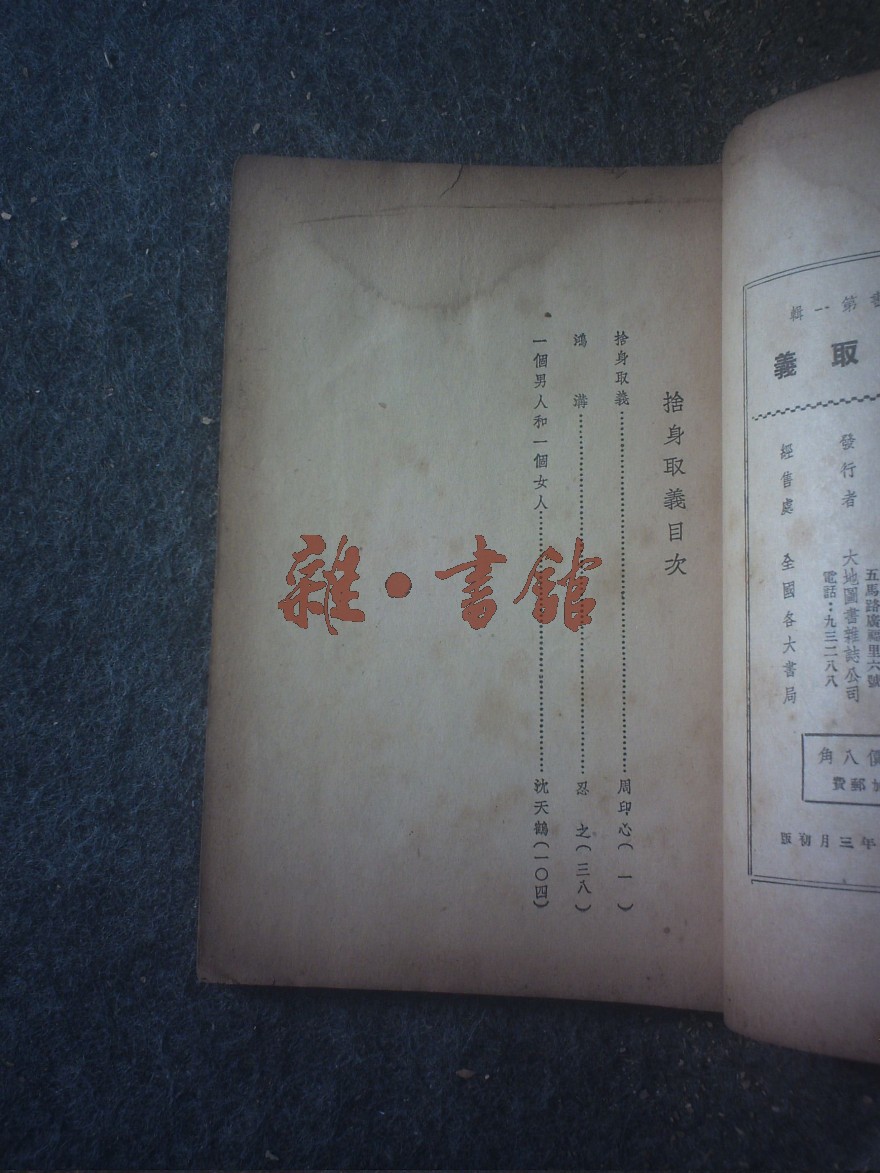 書第一輯
取義
五馬路廣福里六號
發行者 大地圖書雜誌公司
電話：九三二八八
經售處 全國各大書局
價八角
加郵費
年三月初版
捨身取義目次
捨身取義……周印心（一）
鴻溝……忍之（三八）
一個男人和一個女人……沈天鶴（一〇四）
雜·書館